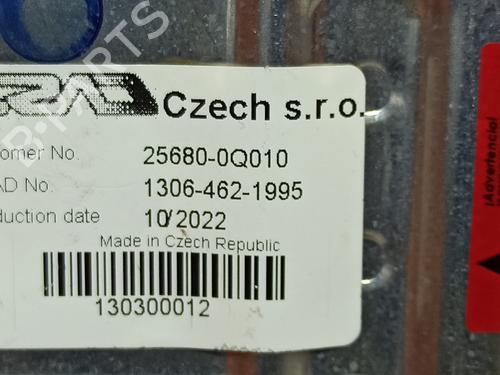 Czech s.r.o.
omer No. 25680-0Q010
AD No. 1306-462-1995
duction date 10/2022
Made in Czech Republic
130300012
¡Advertencia!